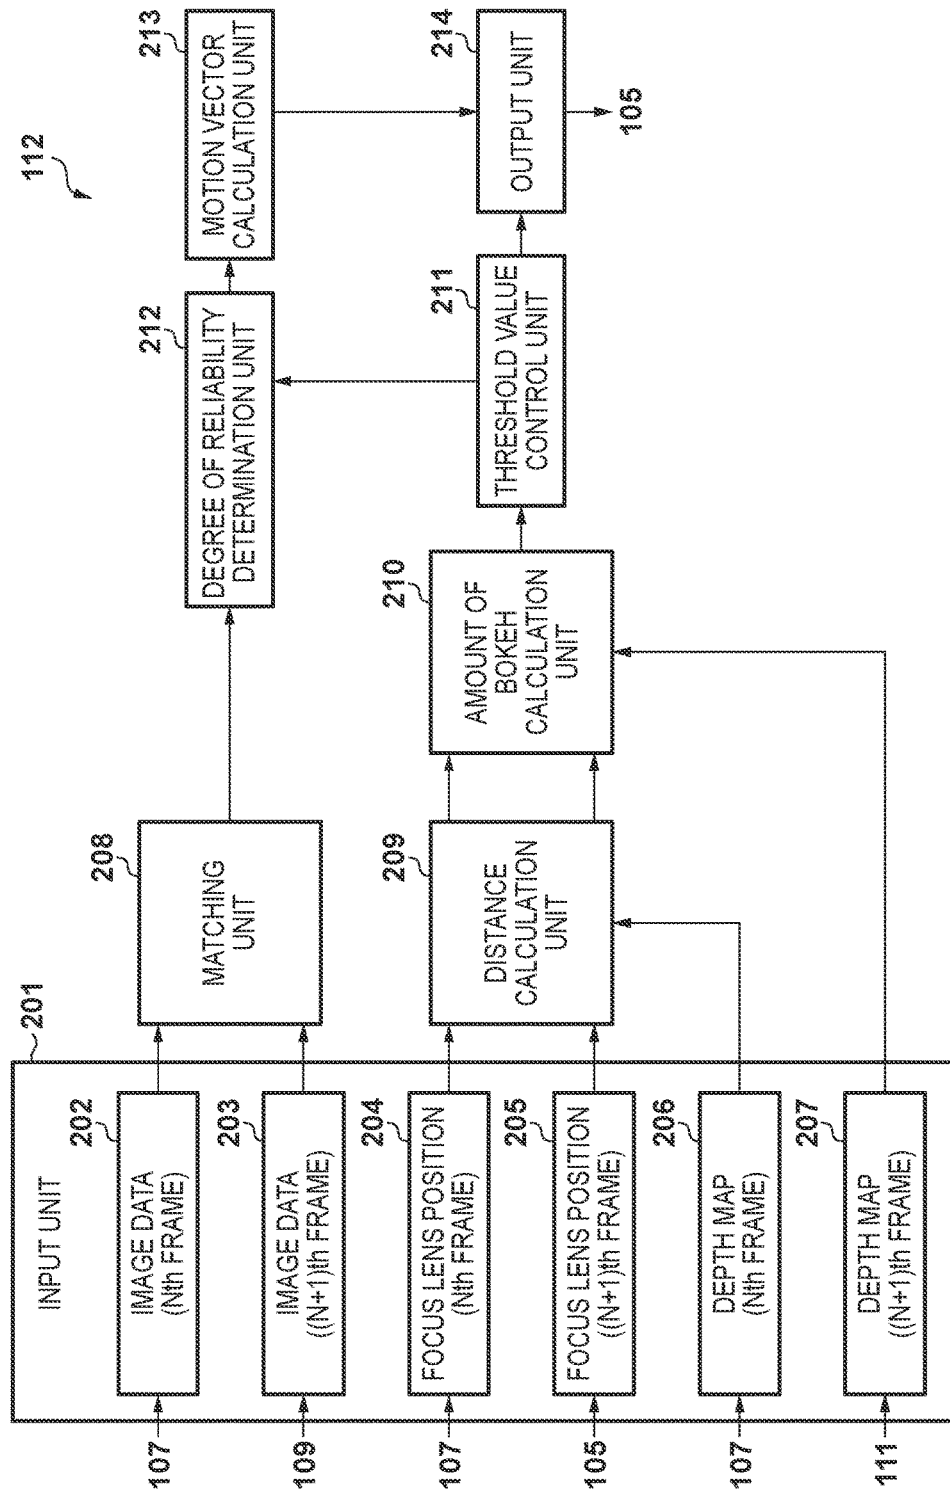 112
201
INPUT UNIT
107
202
IMAGE DATA
(Nth FRAME)
109
203
IMAGE DATA
((N+1)th FRAME)
107
204
FOCUS LENS POSITION
(Nth FRAME)
105
205
FOCUS LENS POSITION
((N+1)th FRAME)
107
206
DEPTH MAP
(Nth FRAME)
111
207
DEPTH MAP
((N+1)th FRAME)
208
MATCHING
UNIT
209
DISTANCE
CALCULATION
UNIT
210
AMOUNT OF
BOKEH
CALCULATION
UNIT
212
DEGREE OF RELIABILITY
DETERMINATION UNIT
211
THRESHOLD VALUE
CONTROL UNIT
213
MOTION VECTOR
CALCULATION UNIT
214
OUTPUT UNIT
105